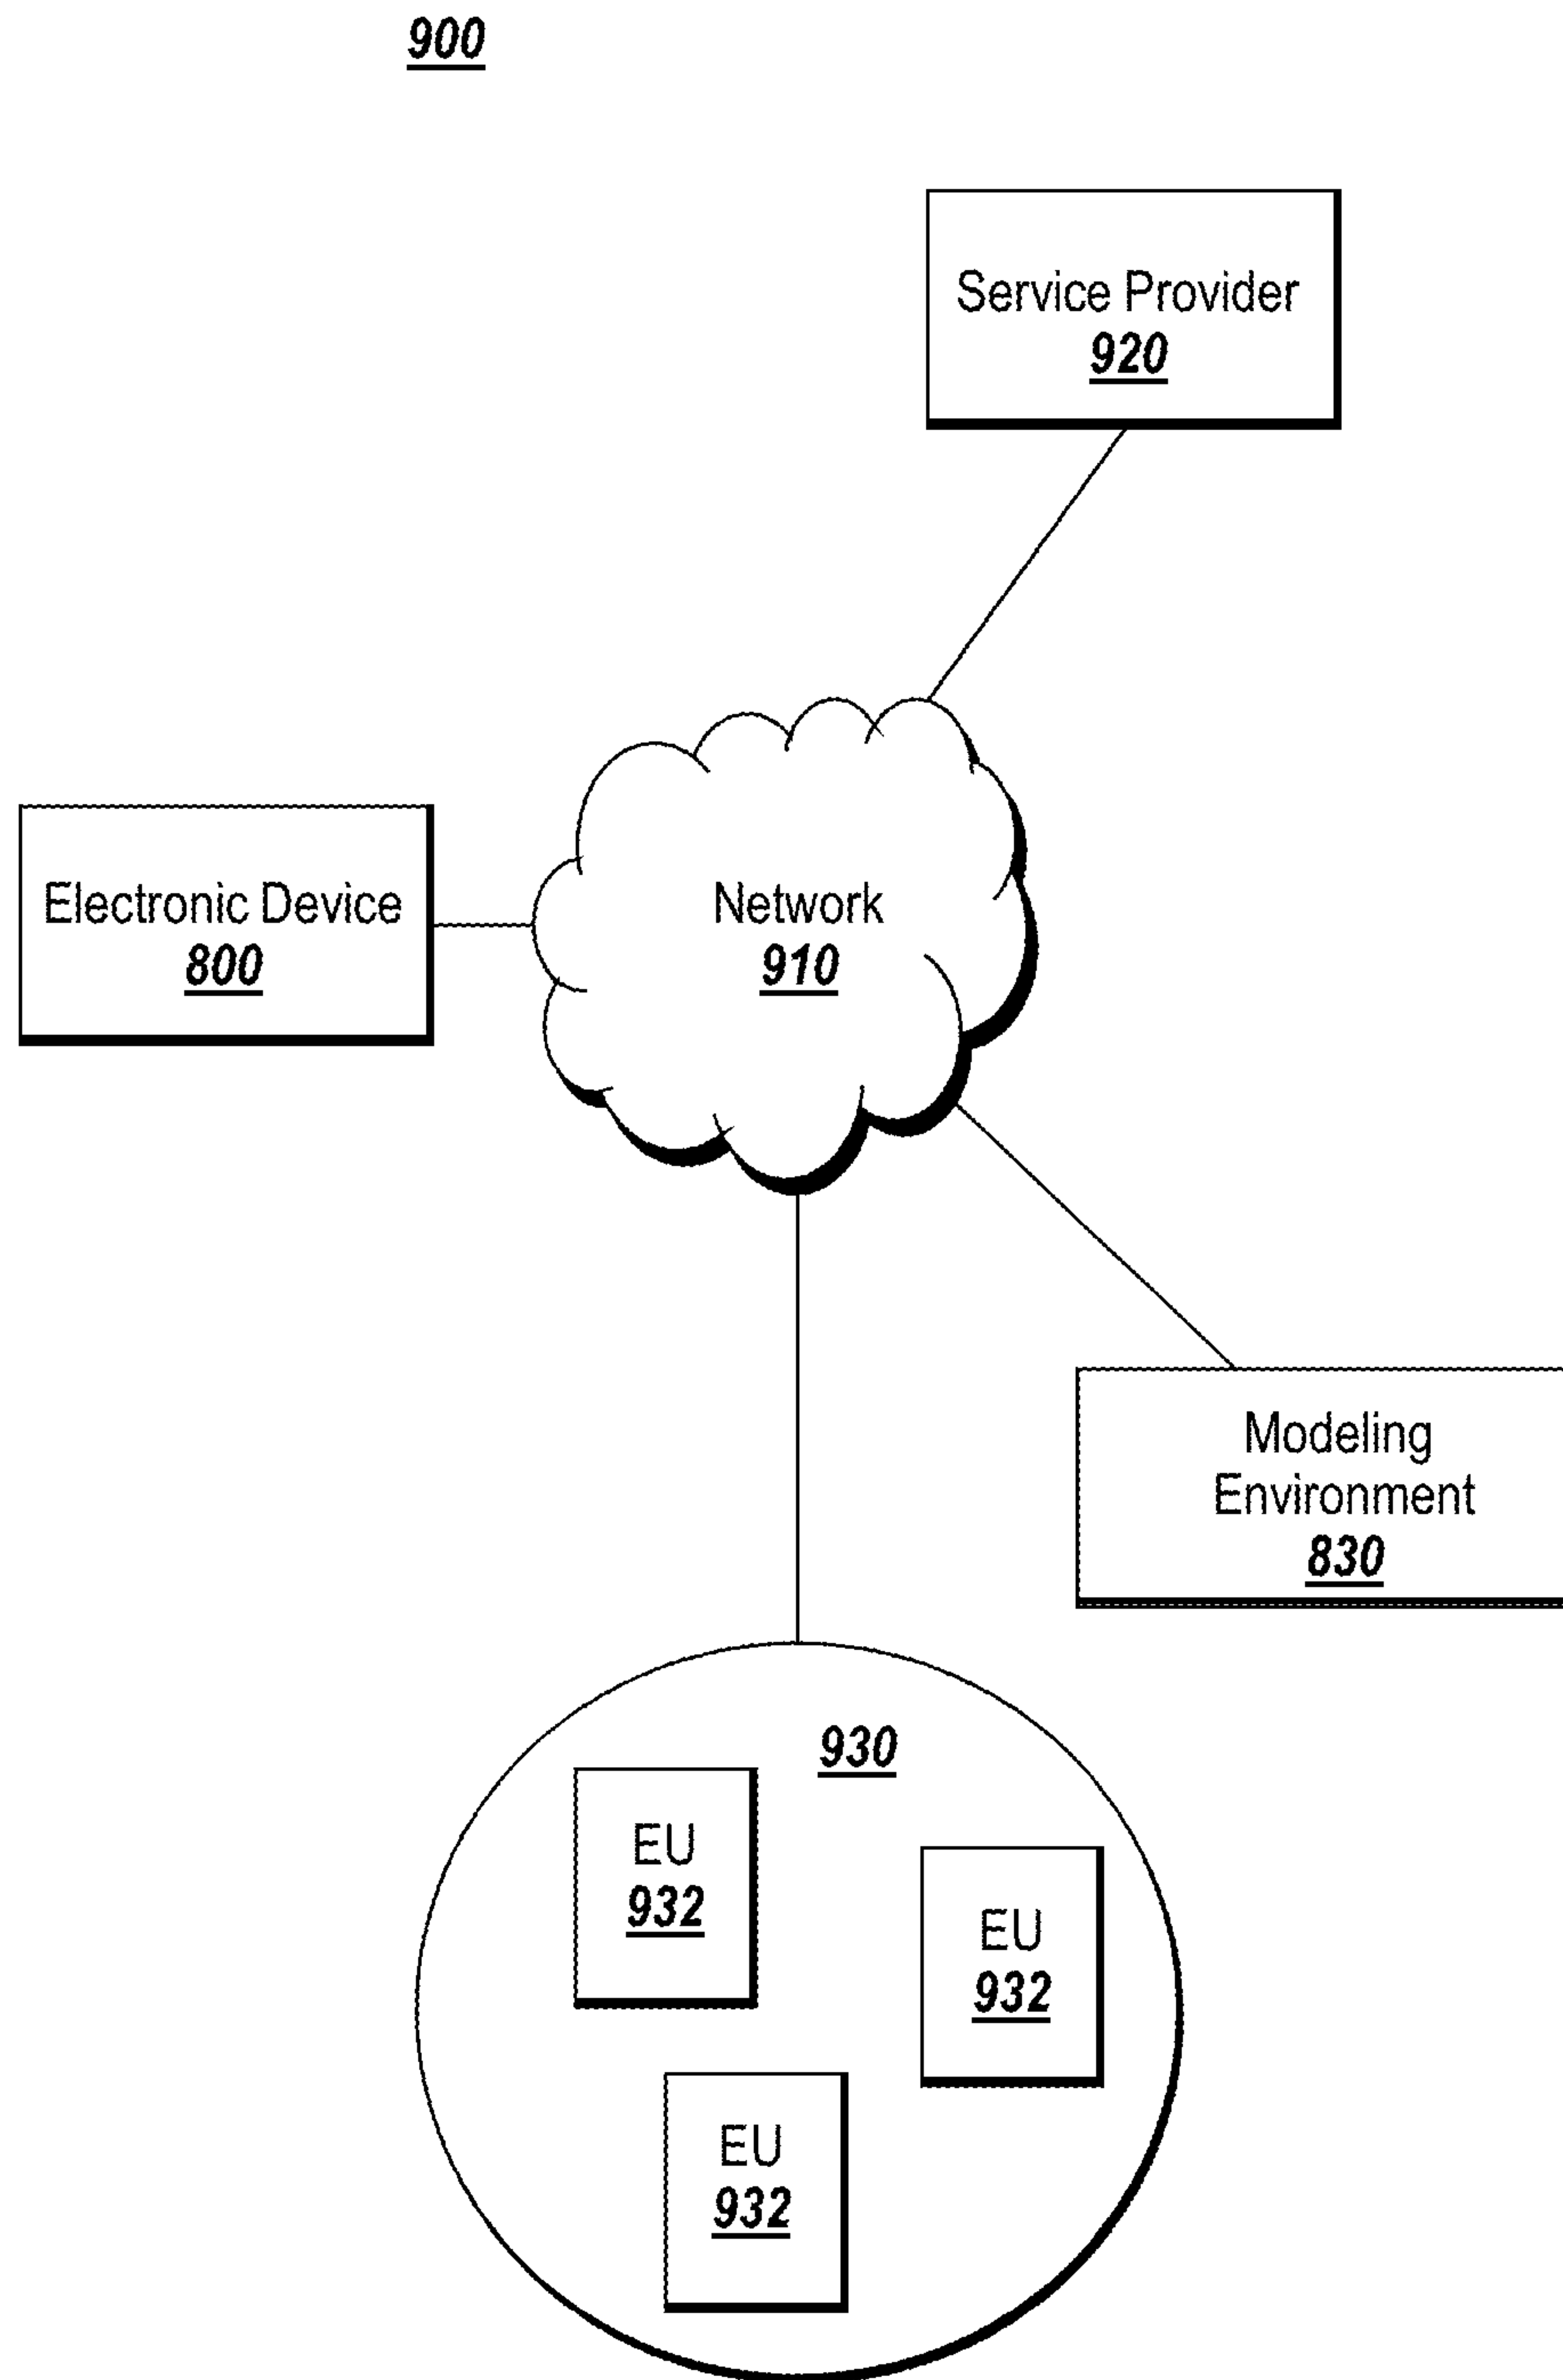 900
Service Provider
920
Electronic Device
800
Network
910
Modeling
Environment
830
930
EU
932
EU
932
EU
932